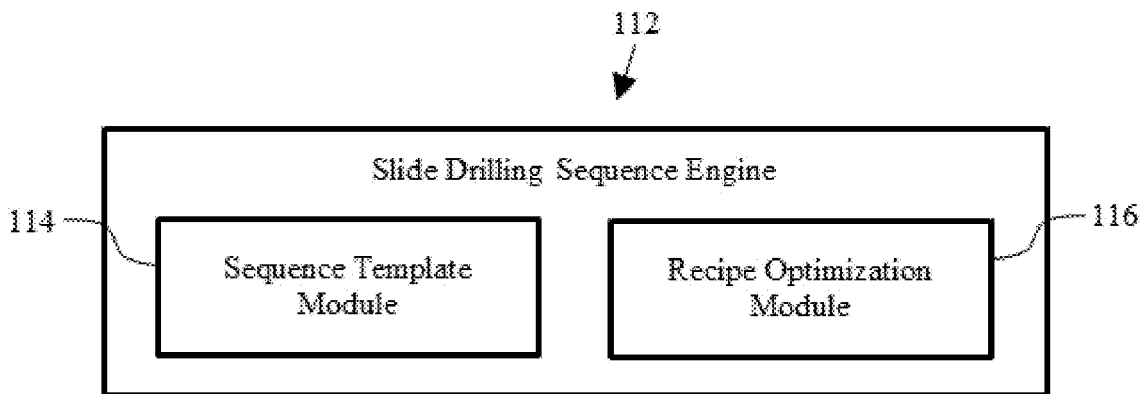 112
Slide Drilling Sequence Engine
114
116
Sequence Template
Module
Recipe Optimization
Module